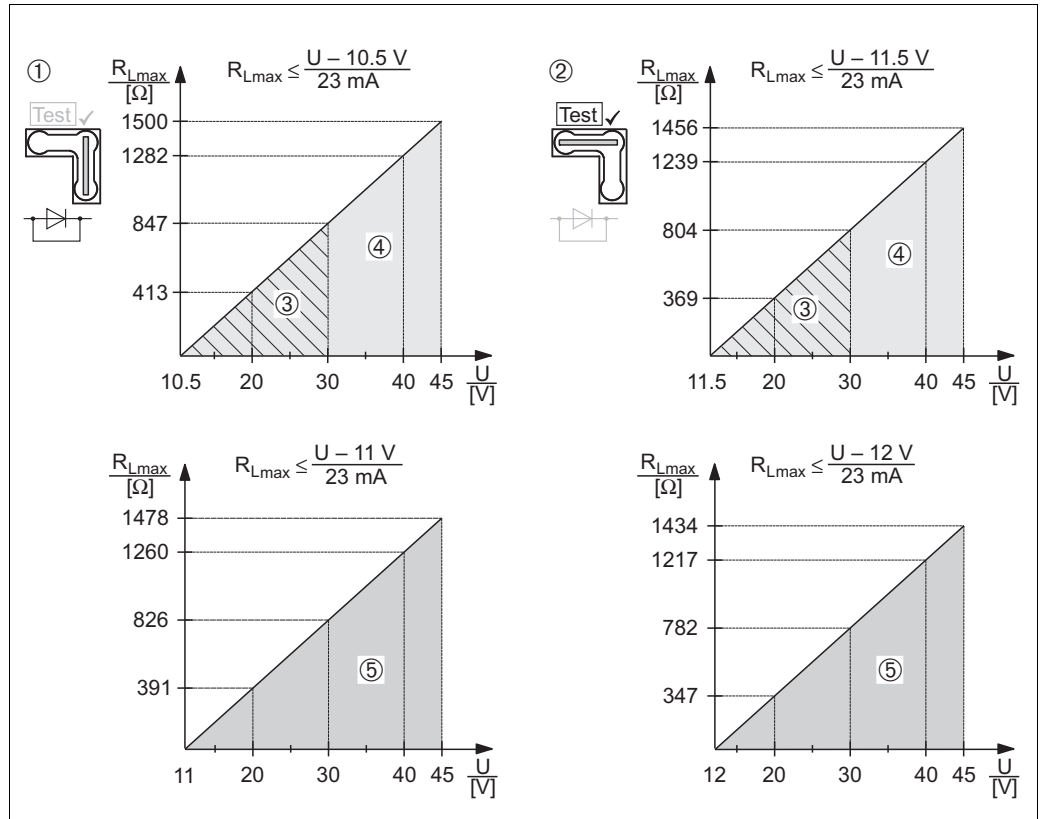 ①
Test ✓
R_Lmax / [Ω]
R_Lmax ≤ (U – 10.5 V) / 23 mA
1500
1282
847
413
③
④
10.5 20 30 40 45 U / [V]
②
Test ✓
R_Lmax / [Ω]
R_Lmax ≤ (U – 11.5 V) / 23 mA
1456
1239
804
369
③
④
11.5 20 30 40 45 U / [V]
R_Lmax / [Ω]
R_Lmax ≤ (U – 11 V) / 23 mA
1478
1260
826
391
⑤
11 20 30 40 45 U / [V]
R_Lmax / [Ω]
R_Lmax ≤ (U – 12 V) / 23 mA
1434
1217
782
347
⑤
12 20 30 40 45 U / [V]